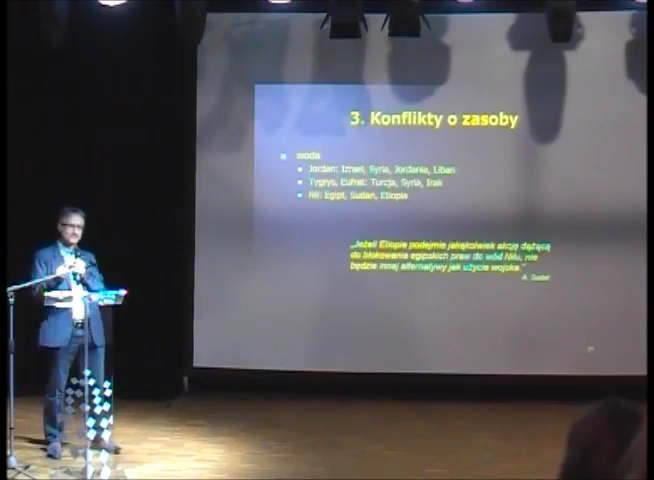 3. Konflikty o zasoby
woda
Jordan: Izrael, Syria, Jordania, Liban
Tygrys, Eufrat: Turcja, Syria, Irak
Nil: Egipt, Sudan, Etiopia
„Jeżeli Etiopia podejmie jakąkolwiek akcję dążącą
do blokowania egipskich praw do wód Nilu, nie
będzie innej alternatywy jak użycie wojska.”
A. Sadat